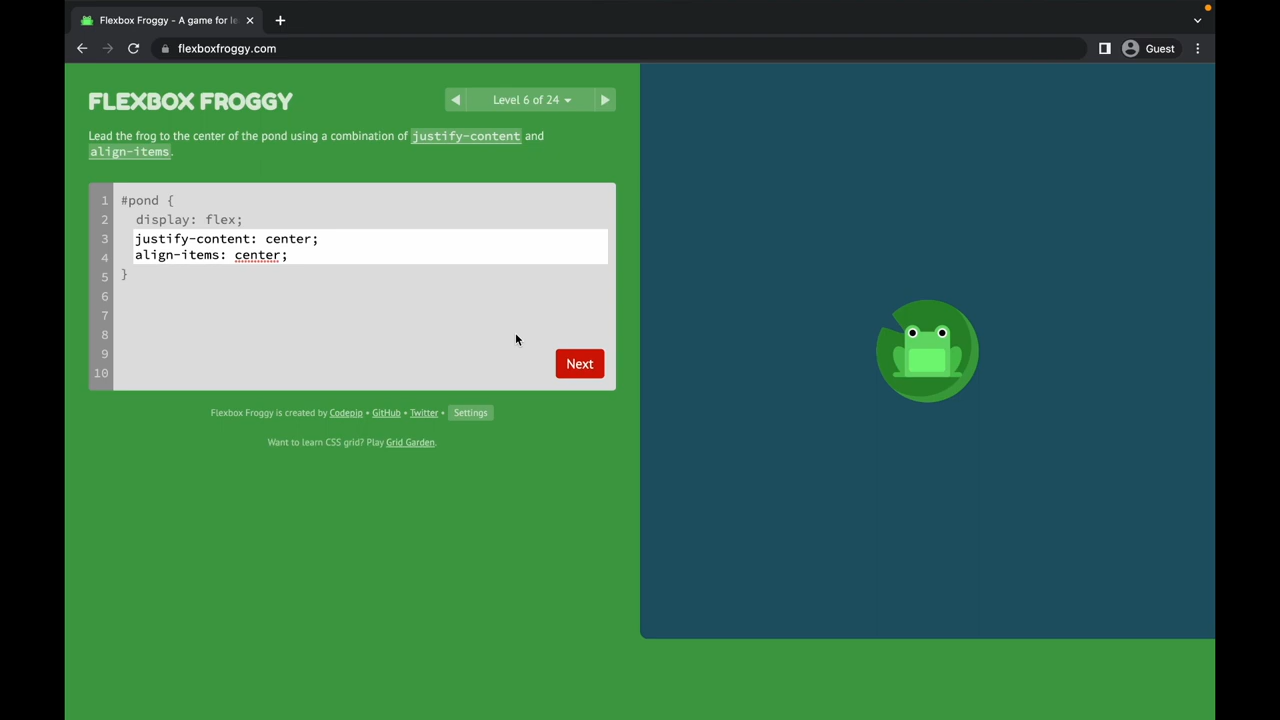 Flexbox Froggy - A game for le
flexboxfroggy.com
Guest
FLEXBOX FROGGY
Level 6 of 24
Lead the frog to the center of the pond using a combination of justify-content and
align-items.
1 #pond {
2 display: flex;
3 justify-content: center;
4 align-items: center;
5 }
6
7
8
9
10
Next
Flexbox Froggy is created by Codepip • GitHub • Twitter • Settings
Want to learn CSS grid? Play Grid Garden.